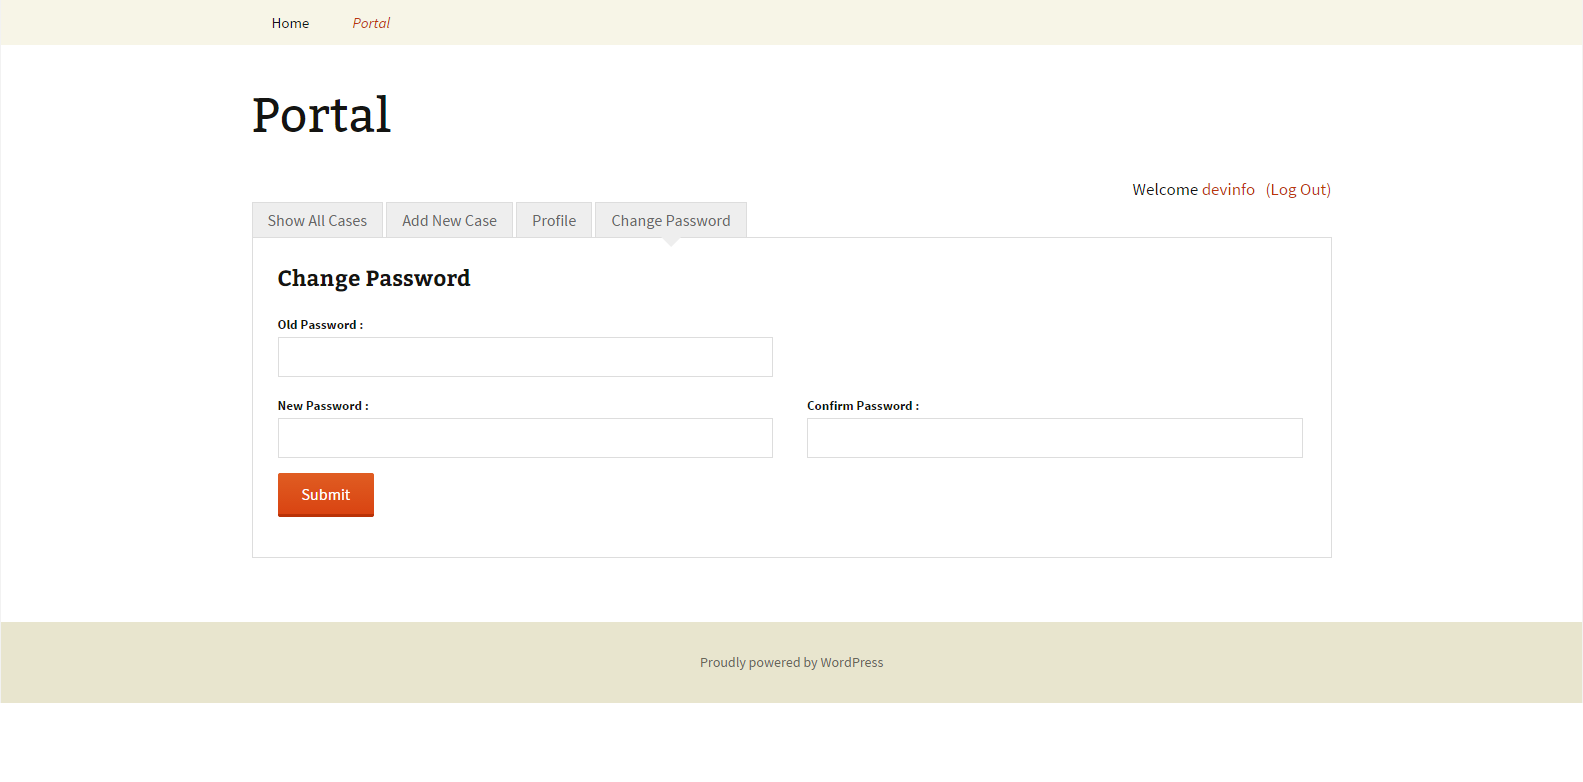 Home Portal
Portal
Welcome devinfo (Log Out)
Show All Cases Add New Case Profile Change Password
Change Password
Old Password :
New Password : Confirm Password :
Submit
Proudly powered by WordPress